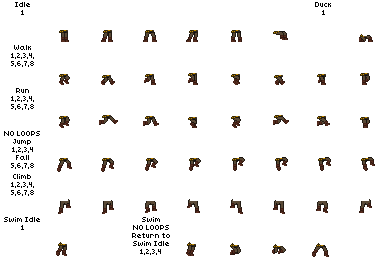 Idle
1
Duck
1
Walk
1,2,3,4,
5,6,7,8
Run
1,2,3,4,
5,6,7,8
NO LOOPS
Jump
1,2,3,4
Fall
5,6,7,8
Climb
1,2,3,4,
5,6,7,8
Swim Idle
1
Swim
NO LOOPS
Return to
Swim Idle
1,2,3,4